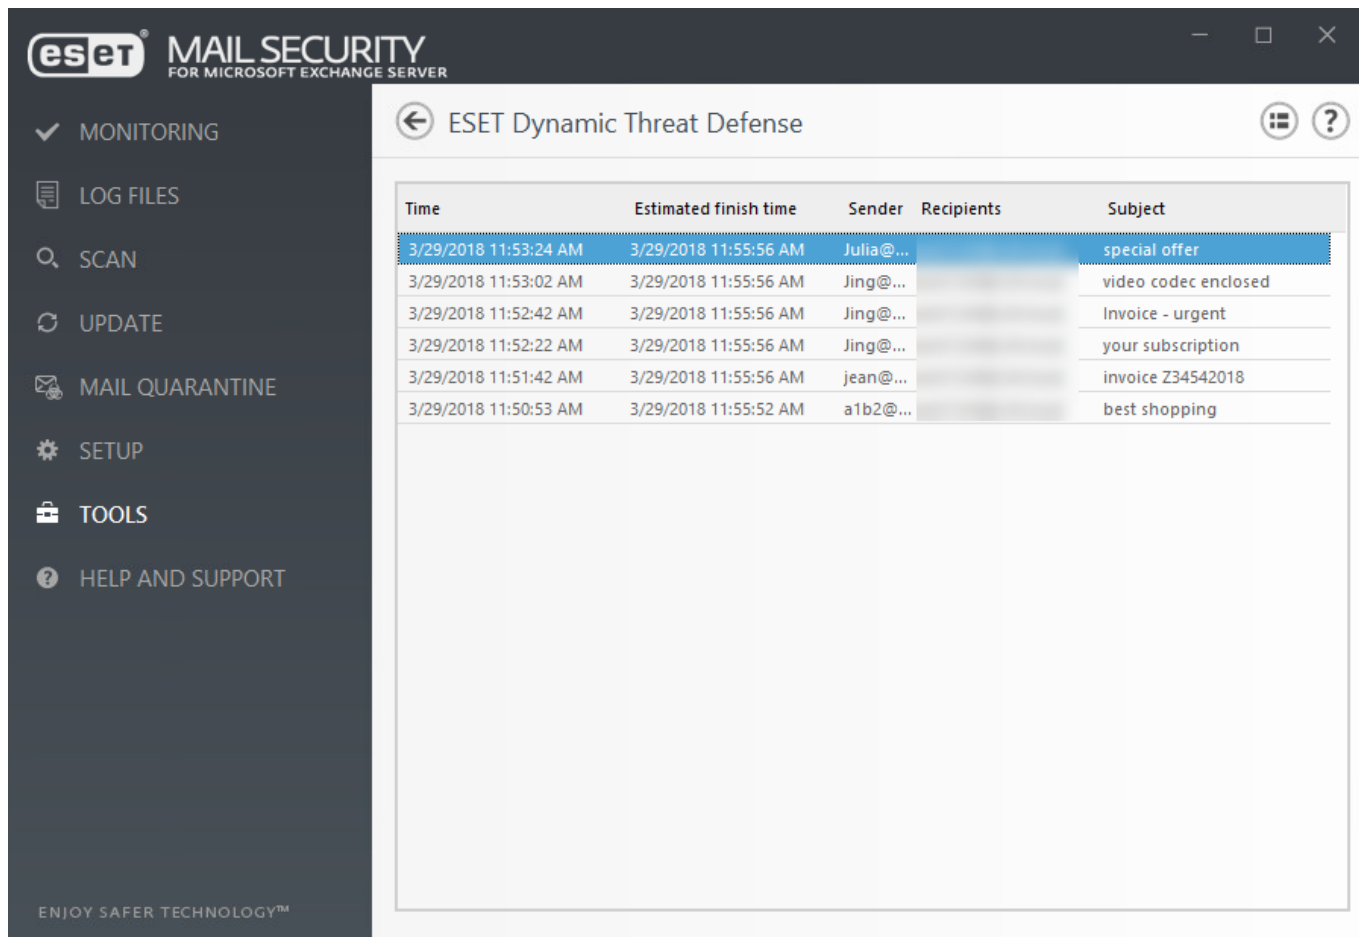 eseT® MAIL SECURITY
FOR MICROSOFT EXCHANGE SERVER
MONITORING
LOG FILES
SCAN
UPDATE
MAIL QUARANTINE
SETUP
TOOLS
HELP AND SUPPORT
ENJOY SAFER TECHNOLOGY™
ESET Dynamic Threat Defense
?
Time Estimated finish time Sender Recipients Subject
3/29/2018 11:53:24 AM 3/29/2018 11:55:56 AM Julia@... special offer
3/29/2018 11:53:02 AM 3/29/2018 11:55:56 AM Jing@... video codec enclosed
3/29/2018 11:52:42 AM 3/29/2018 11:55:56 AM Jing@... Invoice - urgent
3/29/2018 11:52:22 AM 3/29/2018 11:55:56 AM Jing@... your subscription
3/29/2018 11:51:42 AM 3/29/2018 11:55:56 AM jean@... invoice Z34542018
3/29/2018 11:50:53 AM 3/29/2018 11:55:52 AM a1b2@... best shopping